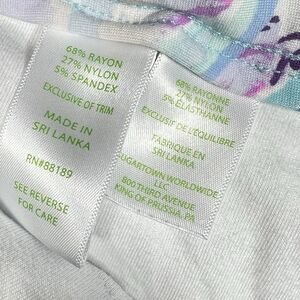 68% RAYON
27% NYLON
5% SPANDEX
EXCLUSIVE OF TRIM
MADE IN
SRI LANKA
RN#88189
SEE REVERSE
FOR CARE
68% RAYONNE
27% NYLON
5% ÉLASTHANNE
EXCLUSIF DE L'ÉQUILIBRE
FABRIQUE EN
SRI LANKA
SUGARTOWN WORLDWIDE
LLC
800 THIRD AVENUE
KING OF PRUSSIA, PA